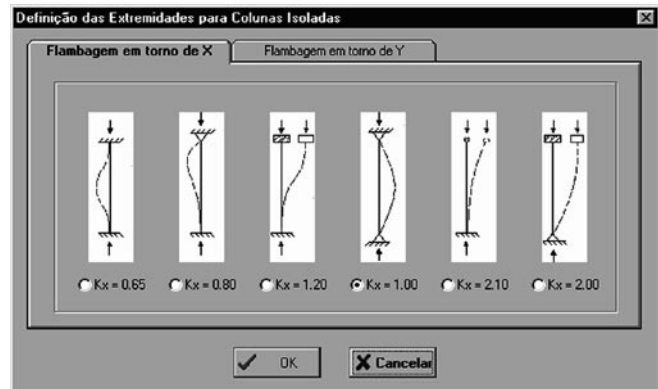 Definição das Extremidades para Colunas Isoladas
Flambagem em torno de X
Flambagem em torno de Y
Kx = 0.65
Kx = 0.80
Kx = 1.20
Kx = 1.00
Kx = 2.10
Kx = 2.00
OK
Cancelar